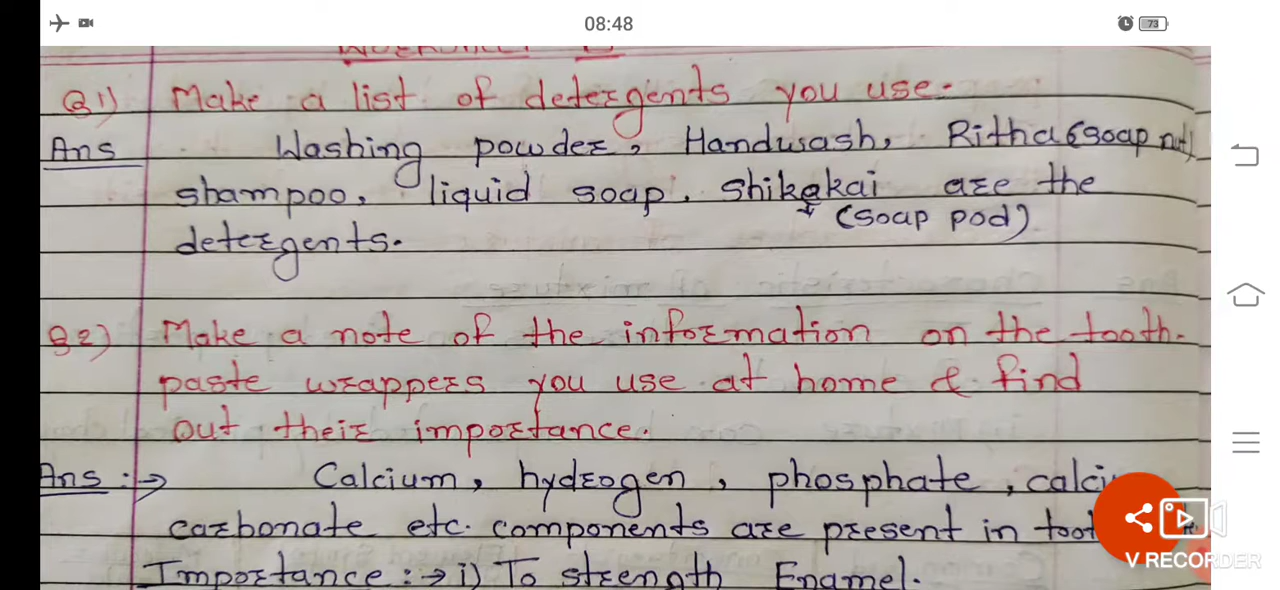 08:48
73
Q1) Make a list of detergents you use.
Ans Washing powder, Handwash, Ritha (soap nut)
shampoo, liquid soap, shikakai are the
(soap pod)
detergents.
Q2) Make a note of the information on the tooth-
paste wrappers you use at home & find
out their importance.
Ans :→ Calcium, hydrogen, phosphate, calci
carbonate etc. components are present in toot
Importance :→ i) To strength Enamel.
V RECORDER